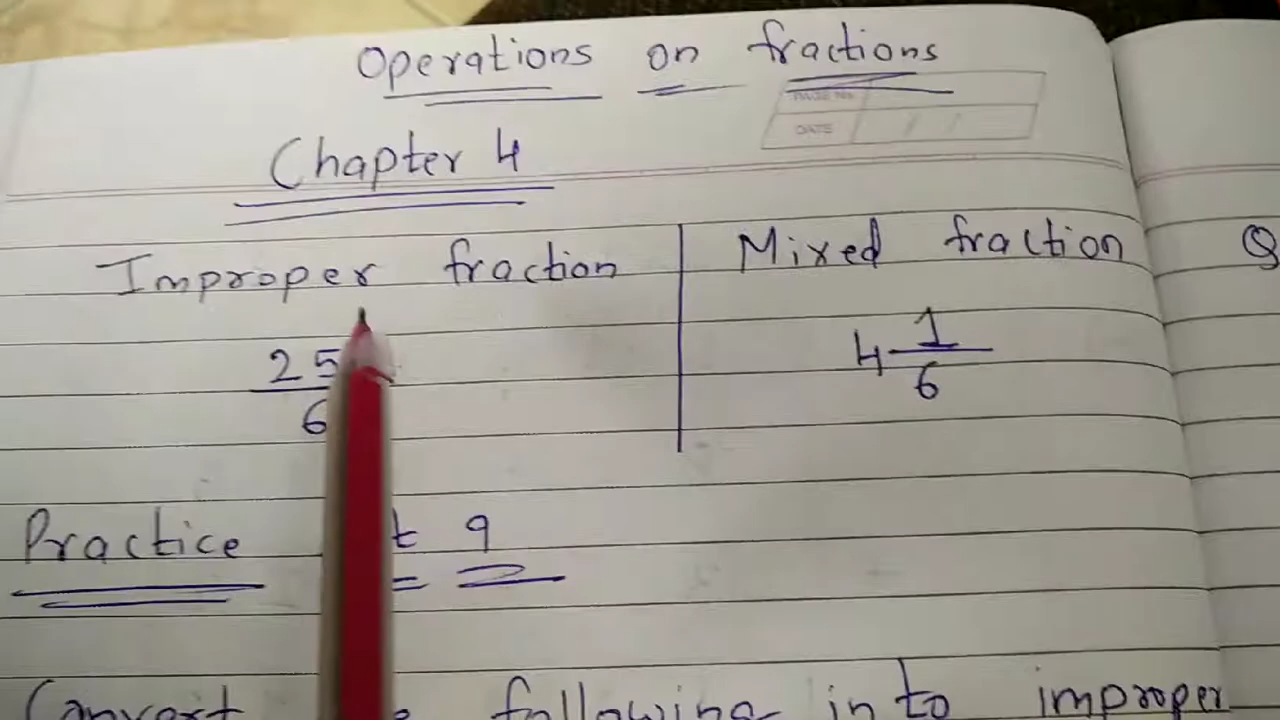 Operations on fractions
PAGE No.
DATE / /
Chapter 4
Improper fraction Mixed fraction Q
25 1
6 4 6
Practice 9
following into improper